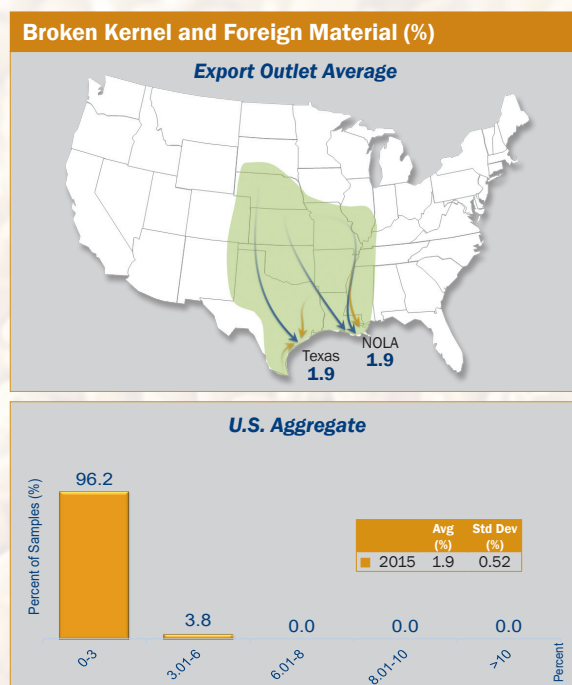 Broken Kernel and Foreign Material (%)
Export Outlet Average
Texas
1.9
NOLA
1.9
U.S. Aggregate
Percent of Samples (%)
96.2
3.8
0.0
0.0
0.0
Avg (%)
Std Dev (%)
2015 1.9 0.52
0-3
3.01-6
6.01-8
8.01-10
>10
Percent